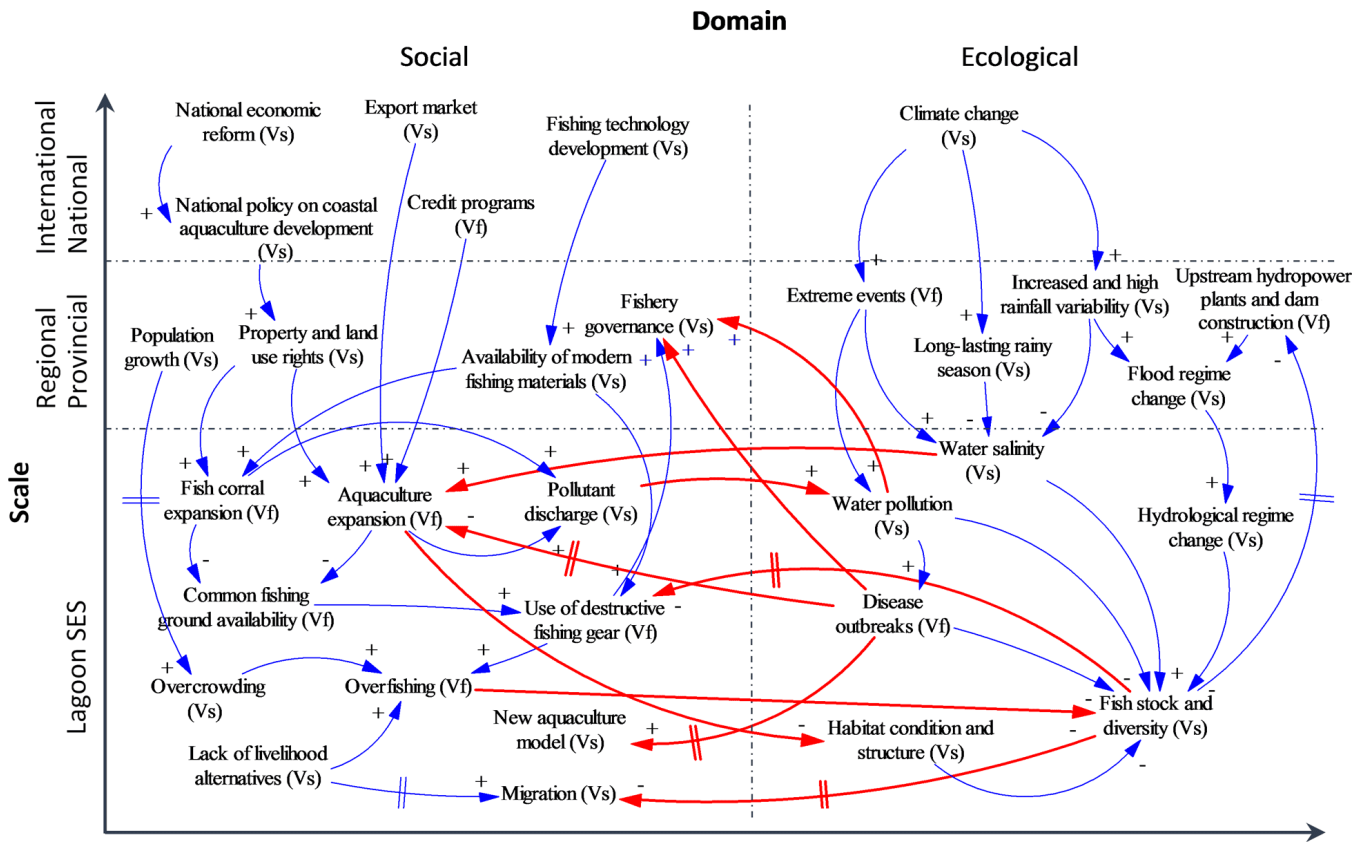 Domain
Social
Ecological
Scale
International
National
Regional
Provincial
Lagoon SES
National economic
reform (Vs)
Export market
(Vs)
Fishing technology
development (Vs)
Climate change
(Vs)
+
National policy on coastal
aquaculture development
(Vs)
Credit programs
(Vf)
+
+
Extreme events (Vf)
Increased and high
rainfall variability (Vs)
Upstream hydropower
plants and dam
construction (Vf)
Fishery
governance (Vs)
+
+
+
+
Population
growth (Vs)
+
Property and land
use rights (Vs)
Availability of modern
fishing materials (Vs)
+
Long-lasting rainy
season (Vs)
+
+
-
Flood regime
change (Vs)
+
-
-
Water salinity
(Vs)
+
+
+
+
+
+
+
Fish corral
expansion (Vf)
Aquaculture
expansion (Vf)
-
Pollutant
discharge (Vs)
+
+
+
Water pollution
(Vs)
+
Hydrological regime
change (Vs)
-
-
+
+
Common fishing
ground availability (Vf)
+
Use of destructive
fishing gear (Vf)
-
Disease
outbreaks (Vf)
+
+
Overcrowding
(Vs)
+
Overfishing (Vf)
+
+
-
+
-
-
Fish stock and
diversity (Vs)
-
New aquaculture
model (Vs)
+
-
Habitat condition and
structure (Vs)
-
Lack of livelihood
alternatives (Vs)
+
Migration (Vs)
-